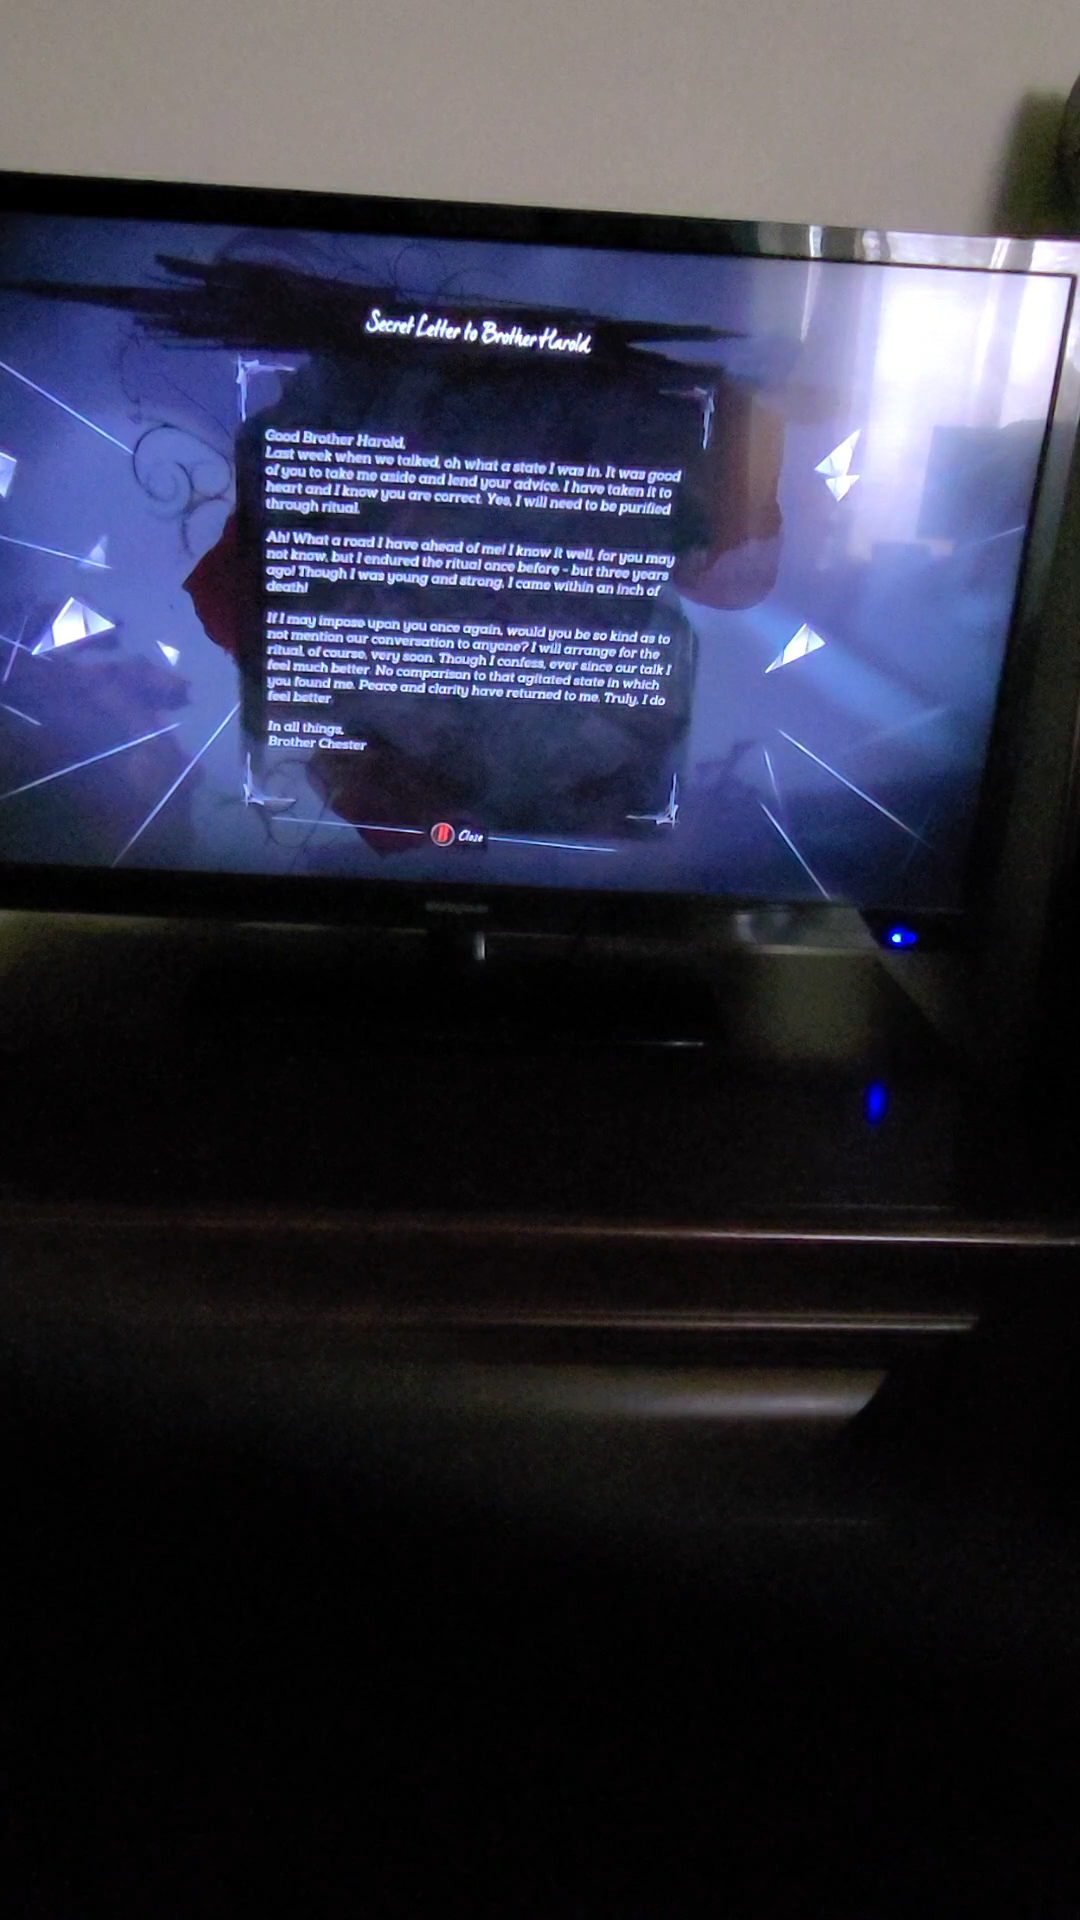 Secret Letter to Brother Harold
Good Brother Harold,
Last week when we talked, oh what a state I was in. It was good
of you to take me aside and lend your advice. I have taken it to
heart and I know you are correct. Yes, I will need to be purified
through ritual.
Ah! What a road I have ahead of me! I know it well, for you may
not know, but I endured the ritual once before - but three years
ago! Though I was young and strong, I came within an inch of
death!
If I may impose upon you once again, would you be so kind as to
not mention our conversation to anyone? I will arrange for the
ritual, of course, very soon. Though I confess, ever since our talk I
feel much better. No comparison to that agitated state in which
you found me. Peace and clarity have returned to me. Truly, I do
feel better.
In all things,
Brother Chester
B Close